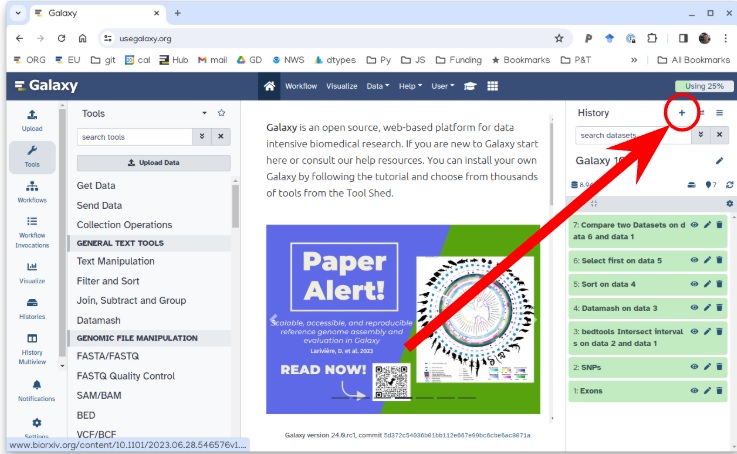 Galaxy
usegalaxy.org
ORG EU git cal Hub mail GD NWS dtypes Py JS Funding Bookmarks P&T » All Bookmarks
Galaxy
Workflow Visualize Data Help User
Using 25%
Upload
Tools
Workflows
Workflow
Invocations
Visualize
Histories
History
Multiview
Notifications
Settings
Tools
search tools
Upload Data
Get Data
Send Data
Collection Operations
GENERAL TEXT TOOLS
Text Manipulation
Filter and Sort
Join, Subtract and Group
Datamash
GENOMIC FILE MANIPULATION
FASTA/FASTQ
FASTQ Quality Control
SAM/BAM
BED
VCF/BCF
www.biorxiv.org/content/10.1101/2023.06.28.546576v1....
Galaxy is an open source, web-based platform for data
intensive biomedical research. If you are new to Galaxy start
here or consult our help resources. You can install your own
Galaxy by following the tutorial and choose from thousands
of tools from the Tool Shed.
Paper
Alert!
Scalable, accessible, and reproducible
reference genome assembly and
evaluation in Galaxy
Larivière, D. et al. 2023
READ NOW!
Galaxy version 24.0.rc1, commit
History
search datasets
Galaxy
7
7: Compare two Datasets on d
ata 6 and data 1
6: Select first on data 5
5: Sort on data 4
4: Datamash on data 3
3: bedtools Intersect interval
s on data 2 and data 1
2: SNPs
1: Exons